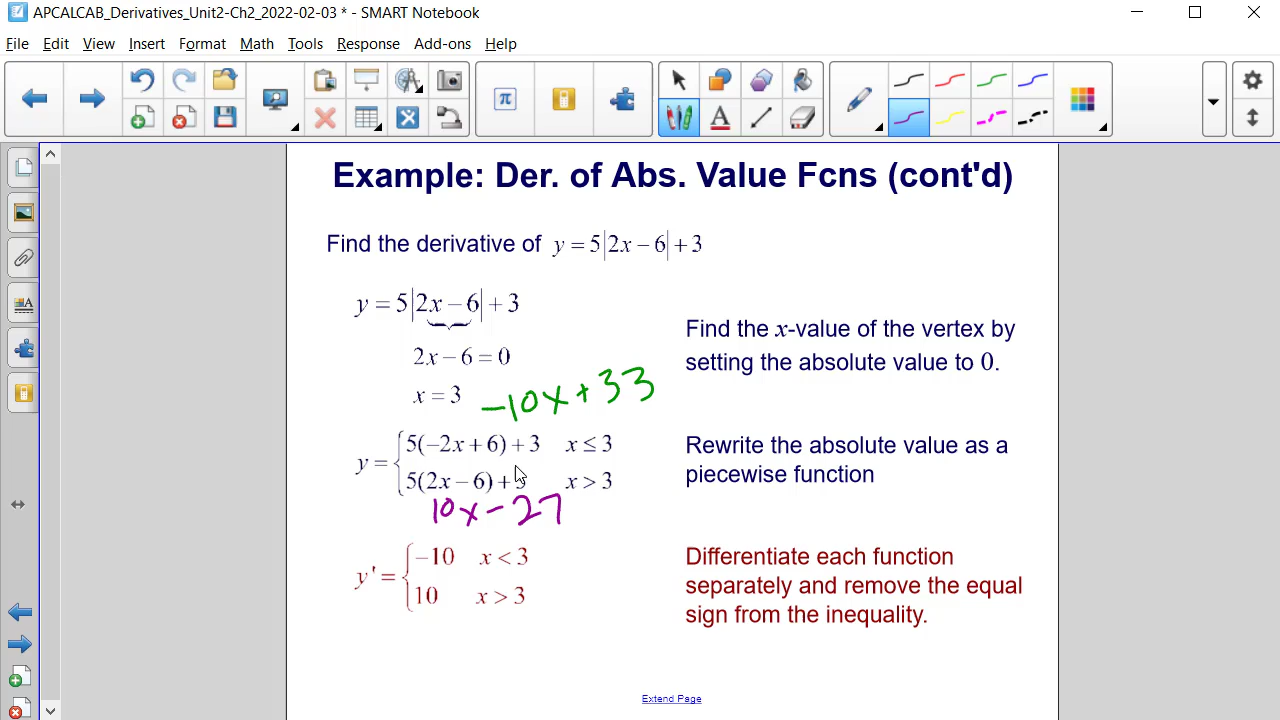 APCALCAB_Derivatives_Unit2-Ch2_2022-02-03 * - SMART Notebook
File Edit View Insert Format Math Tools Response Add-ons Help
Example: Der. of Abs. Value Fcns (cont'd)
Find the derivative of y = 5|2x − 6| + 3
y = 5|2x − 6| + 3
2x − 6 = 0
x = 3
Find the x-value of the vertex by
setting the absolute value to 0.
−10x + 33
y = { 5(−2x + 6) + 3 x ≤ 3
5(2x − 6) + 3 x > 3
10x − 27
Rewrite the absolute value as a
piecewise function
y' = { −10 x < 3
10 x > 3
Differentiate each function
separately and remove the equal
sign from the inequality.
Extend Page